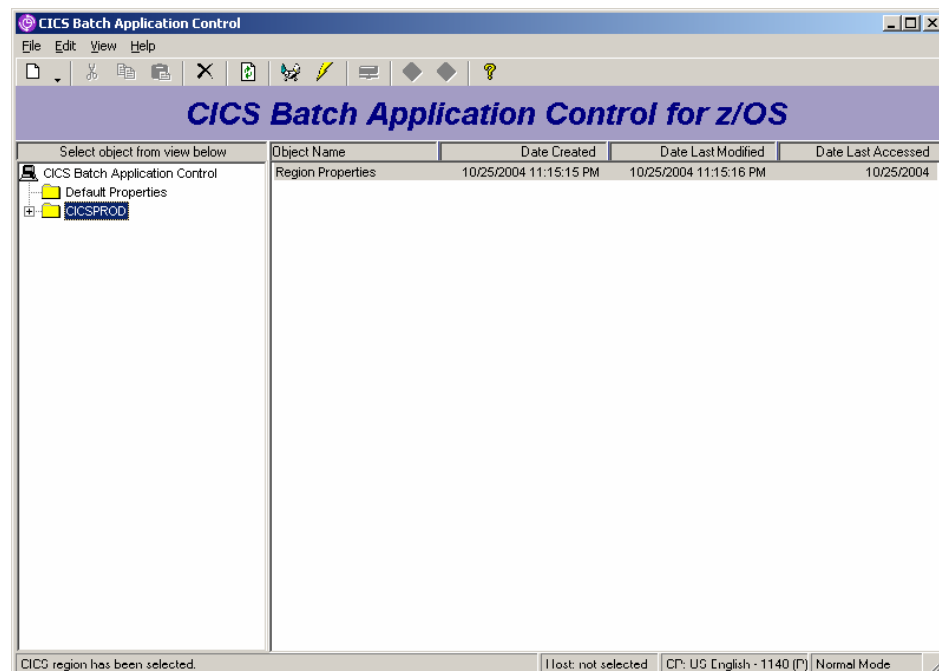 CICS Batch Application Control
File Edit View Help
CICS Batch Application Control for z/OS
Select object from view below Object Name Date Created Date Last Modified Date Last Accessed
CICS Batch Application Control Region Properties 10/25/2004 11:15:15 PM 10/25/2004 11:15:16 PM 10/25/2004
Default Properties
CICSPROD
CICS region has been selected. Host: not selected CP: US English - 1140 (P) Normal Mode